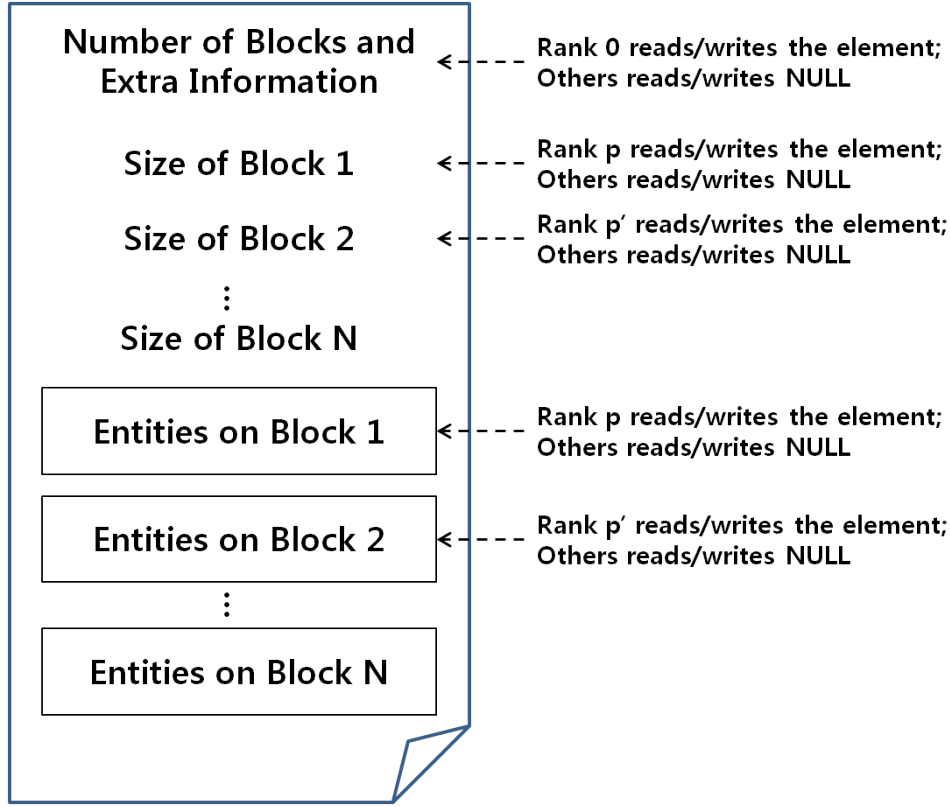 Number of Blocks and
Extra Information
Rank 0 reads/writes the element;
Others reads/writes NULL
Size of Block 1
Rank p reads/writes the element;
Others reads/writes NULL
Size of Block 2
Rank p′ reads/writes the element;
Others reads/writes NULL
⋮
Size of Block N
Entities on Block 1
Rank p reads/writes the element;
Others reads/writes NULL
Entities on Block 2
Rank p′ reads/writes the element;
Others reads/writes NULL
⋮
Entities on Block N